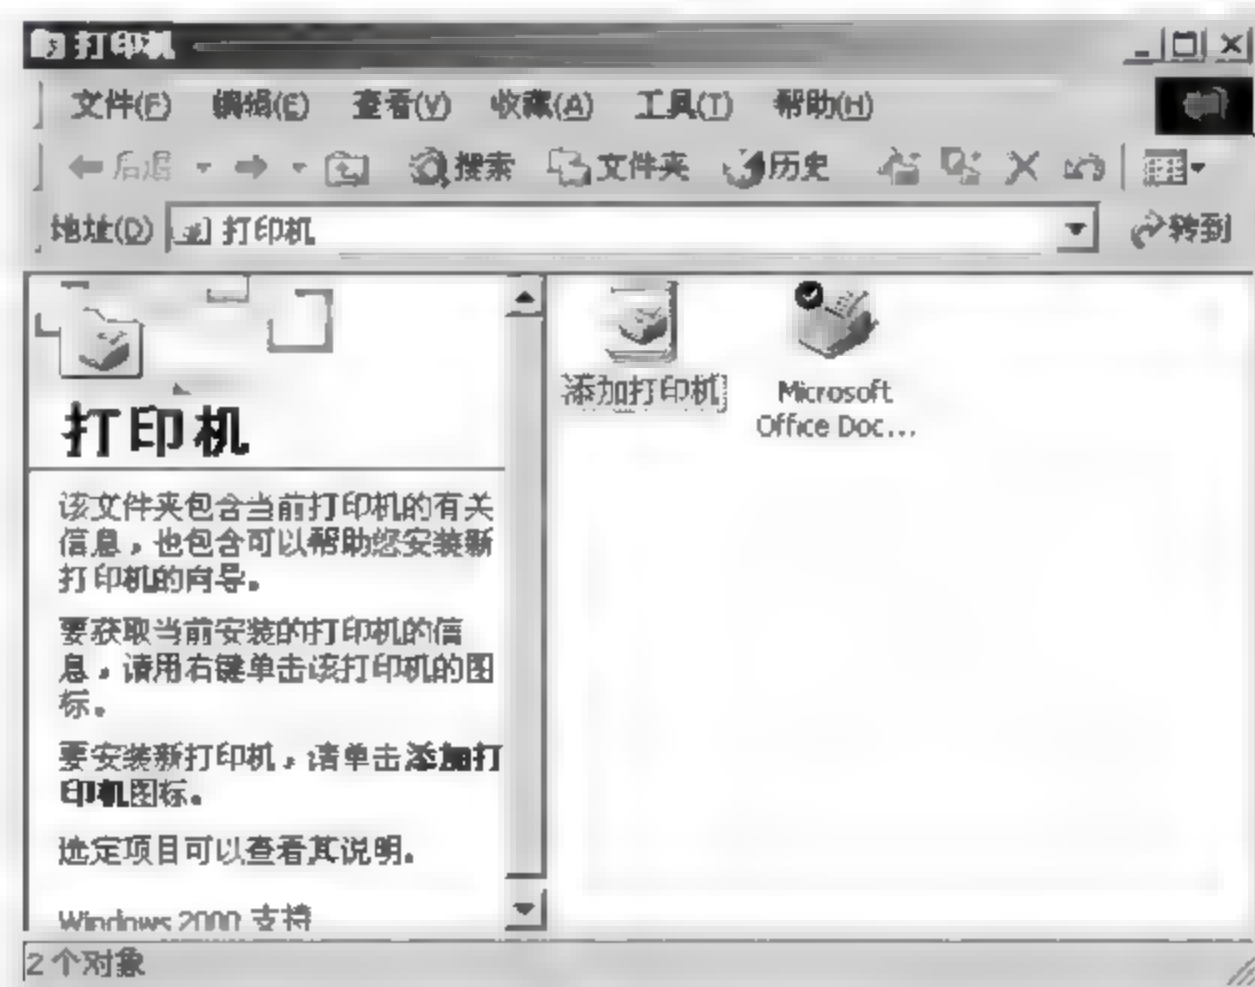 打印机
文件(F) 编辑(E) 查看(V) 收藏(A) 工具(T) 帮助(H)
后退 搜索 文件夹 历史
地址(D) 打印机 转到
打印机
该文件夹包含当前打印机的有关
信息，也包含可以帮助您安装新
打印机的向导。
要获取当前安装的打印机的信
息，请用右键单击该打印机的图
标。
要安装新打印机，请单击添加打
印机图标。
选定项目可以查看其说明。
Windows 2000 支持
添加打印机
Microsoft
Office Doc...
2 个对象